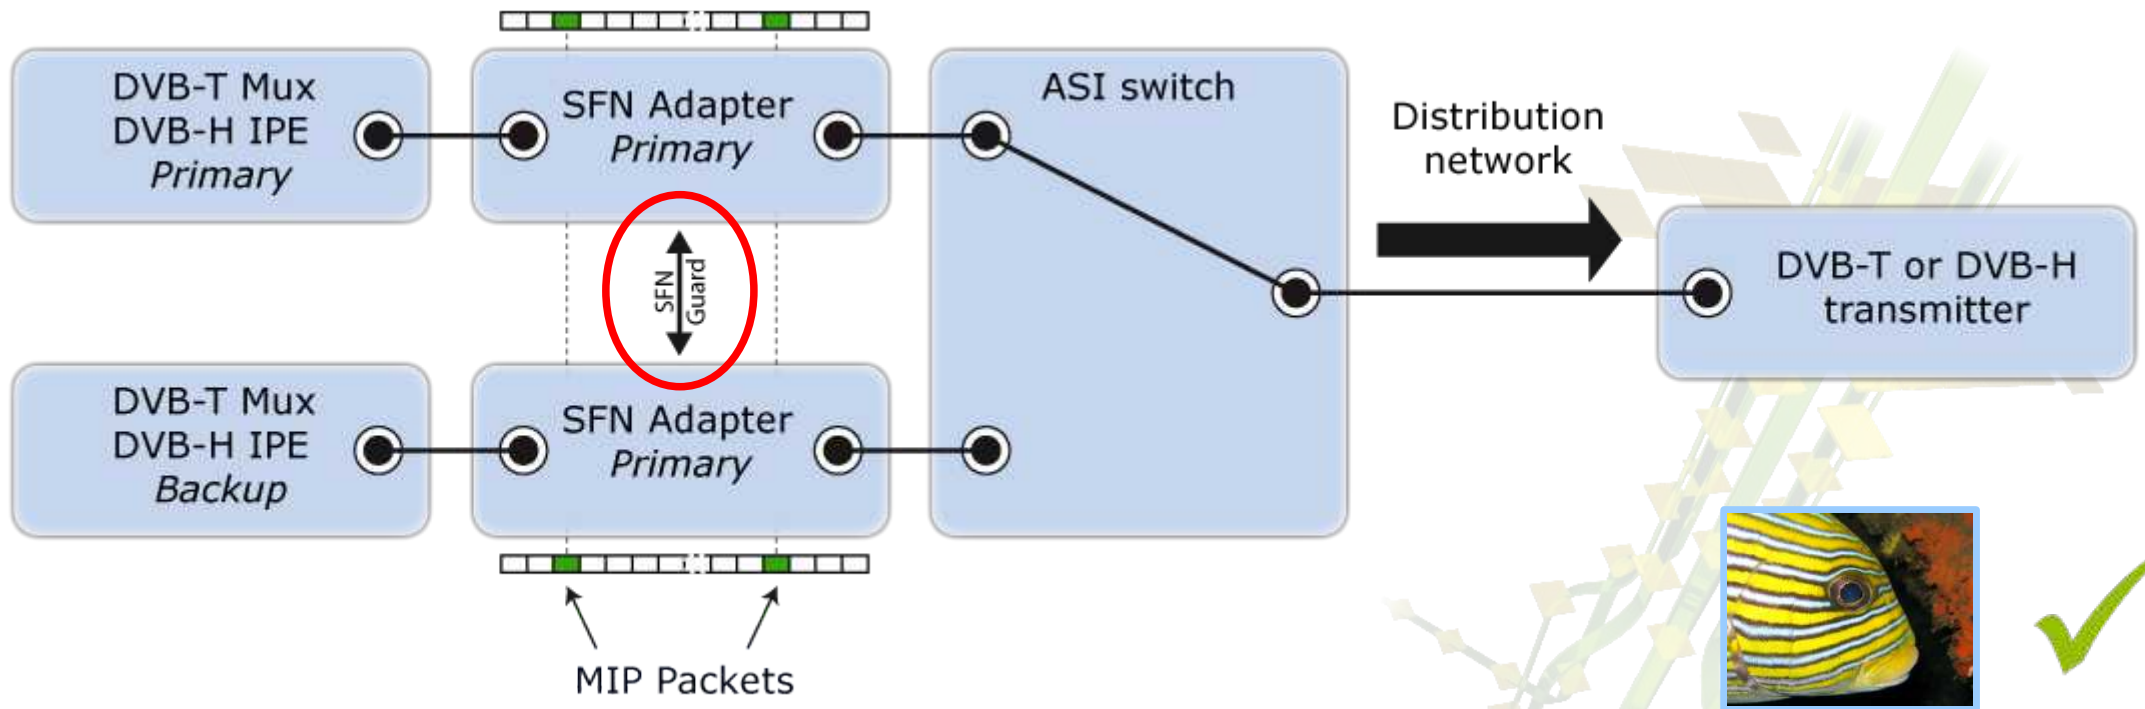 DVB-T Mux
DVB-H IPE
Primary
SFN Adapter
Primary
ASI switch
Distribution
network
SFN
Guard
DVB-T or DVB-H
transmitter
DVB-T Mux
DVB-H IPE
Backup
SFN Adapter
Primary
MIP Packets